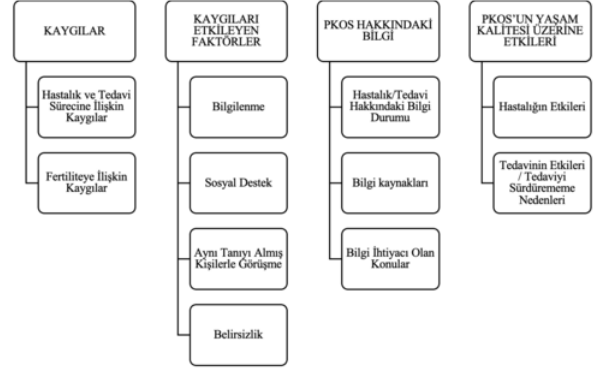 KAYGILAR
Hastalık ve Tedavi
Sürecine İlişkin
Kaygılar
Fertiliteye İlişkin
Kaygılar
KAYGILARI
ETKİLEYEN
FAKTÖRLER
Bilgilenme
Sosyal Destek
Aynı Tanıyı Almış
Kişilerle Görüşme
Belirsizlik
PKOS HAKKINDAKİ
BİLGİ
Hastalık/Tedavi
Hakkındaki Bilgi
Durumu
Bilgi kaynakları
Bilgi İhtiyacı Olan
Konular
PKOS'UN YAŞAM
KALİTESİ ÜZERİNE
ETKİLERİ
Hastalığın Etkileri
Tedavinin Etkileri
/ Tedaviyi
Sürdürememe
Nedenleri